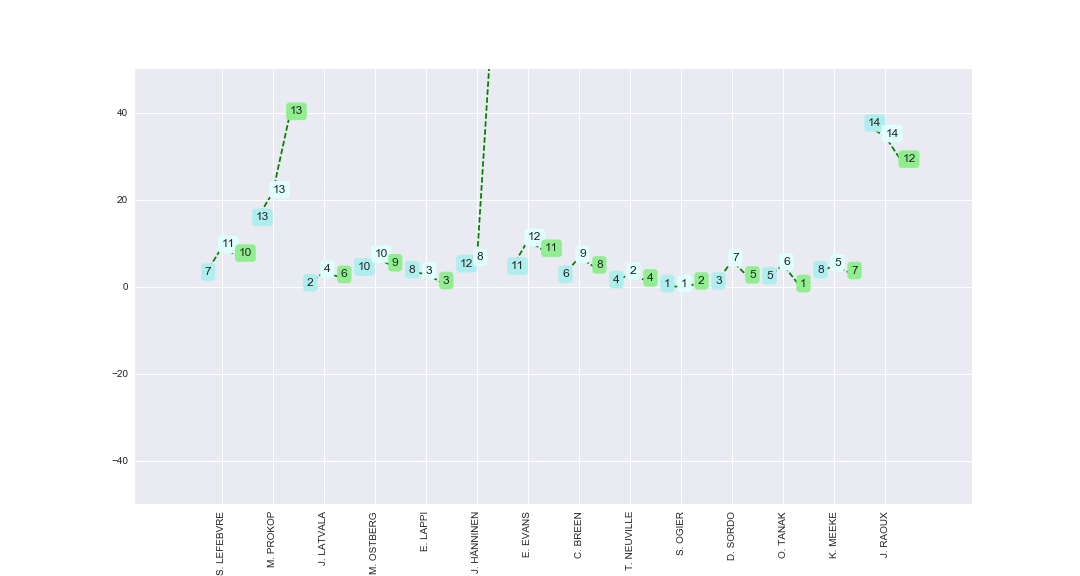 40
20
0
−20
−40
7 11 10
13 13 13
2 4 6
10 10 9
8 3 3
12 8
11 12 11
6 9 8
4 2 4
1 1 2
3 7 5
5 6 1
8 5 7
14 14 12
S. LEFEBVRE
M. PROKOP
J. LATVALA
M. OSTBERG
E. LAPPI
J. HANNINEN
E. EVANS
C. BREEN
T. NEUVILLE
S. OGIER
D. SORDO
O. TANAK
K. MEEKE
J. RAOUX